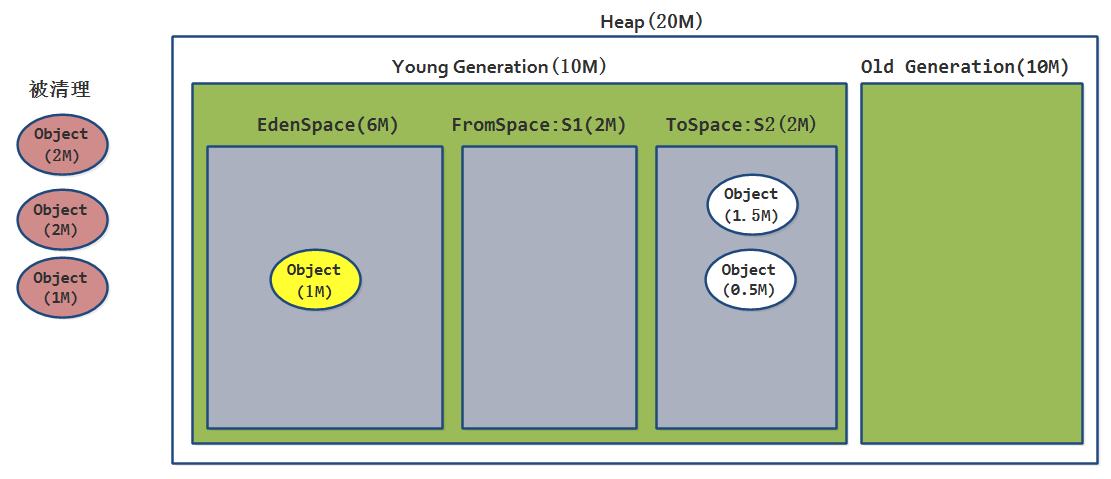 Heap(20M)
Young Generation(10M)
Old Generation(10M)
被清理
Object
(2M)
Object
(2M)
Object
(1M)
EdenSpace(6M)
FromSpace:S1(2M)
ToSpace:S2(2M)
Object
(1M)
Object
(1.5M)
Object
(0.5M)